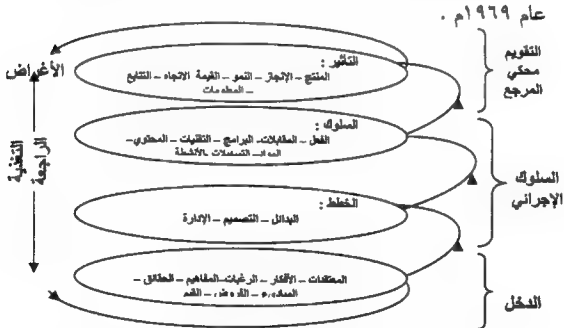 عام ١٩٦٩م .
التقويم
محكي
المرجع
التأثير :
المنتج – الإنجاز – النمو – القيمة الاتجاه – التتابع
– المعلومات
الأغراض
السلوك :
الفعل – المقابلات – البرامج – التقنيات – المحتوى –
المواد – التسهيلات – الأنشطة
التغذية
الراجعة
السلوك
الإجرائي
الخطط :
البدائل – التصميم – الإدارة
المعتقدات – الأفكار – الرغبات – المفاهيم – الحقائق –
المبادئ – الفروض – القيم
الدخل